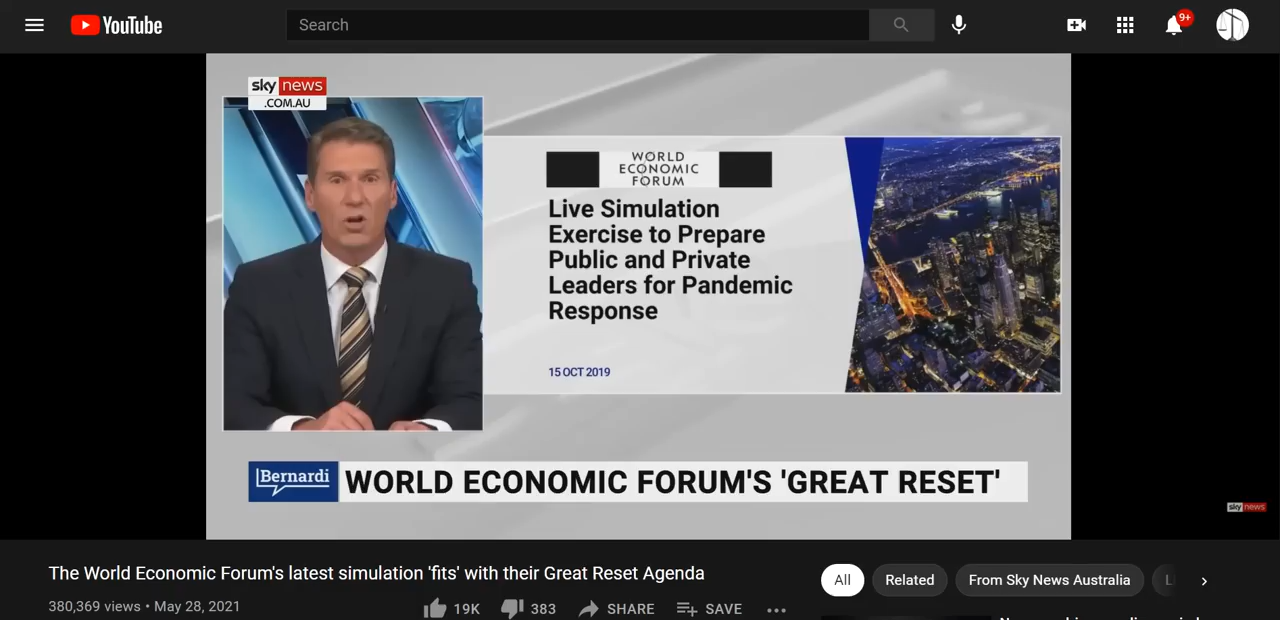 YouTube
Search
9+
sky news
.COM.AU
WORLD
ECONOMIC
FORUM
Live Simulation
Exercise to Prepare
Public and Private
Leaders for Pandemic
Response
15 OCT 2019
Bernardi
WORLD ECONOMIC FORUM'S 'GREAT RESET'
sky news
The World Economic Forum's latest simulation 'fits' with their Great Reset Agenda
380,369 views • May 28, 2021
19K
383
SHARE
SAVE
All
Related
From Sky News Australia